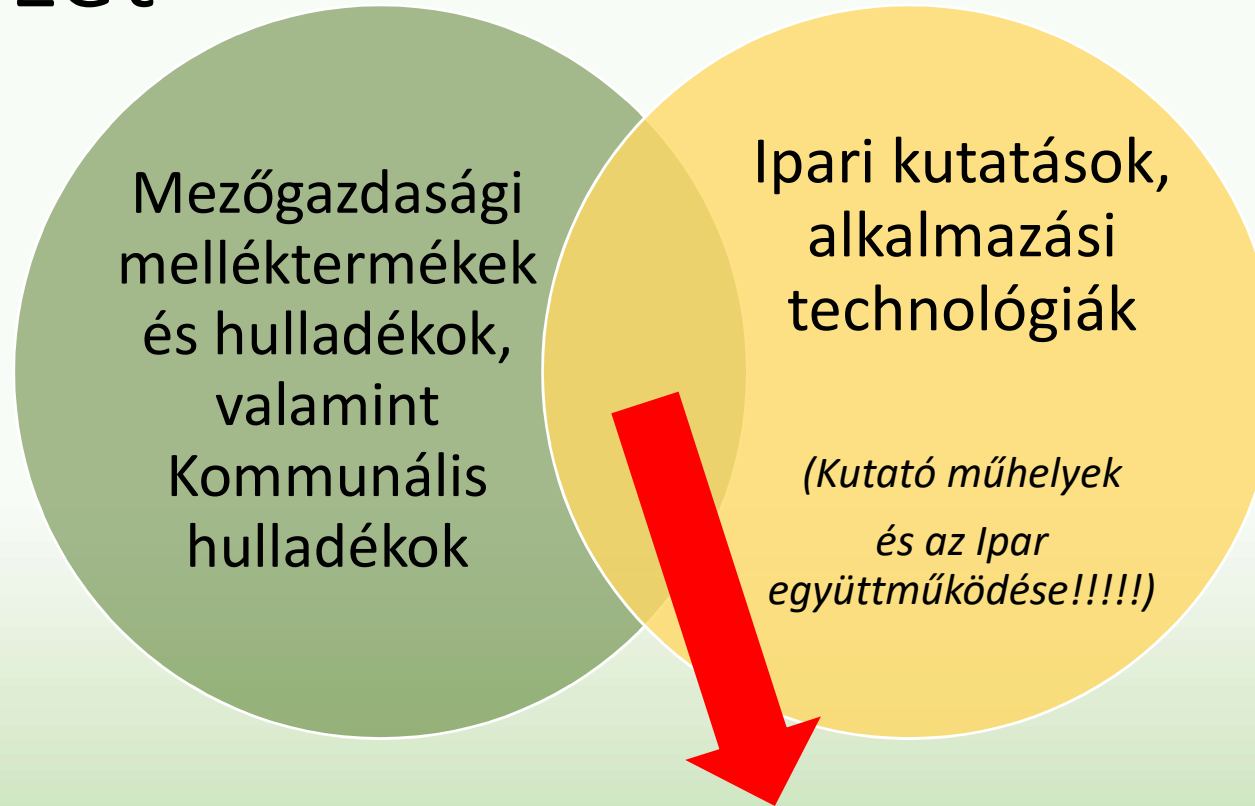 Mezőgazdasági
melléktermékek
és hulladékok,
valamint
Kommunális
hulladékok
Ipari kutatások,
alkalmazási
technológiák
(Kutató műhelyek
és az Ipar
együttműködése!!!!!)